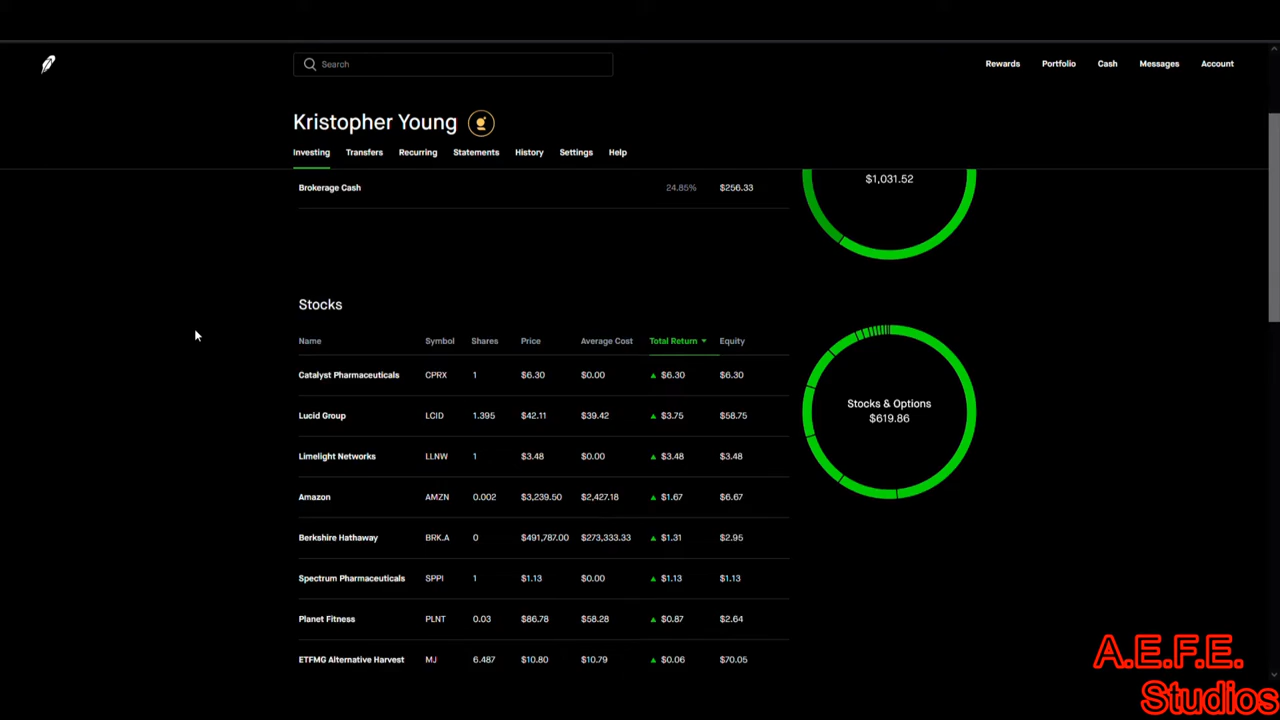 Search
Rewards Portfolio Cash Messages Account
Kristopher Young
Investing Transfers Recurring Statements History Settings Help
Brokerage Cash 24.85% $256.33
$1,031.52
Stocks
Name Symbol Shares Price Average Cost Total Return Equity
Catalyst Pharmaceuticals CPRX 1 $6.30 $0.00 $6.30 $6.30
Lucid Group LCID 1.395 $42.11 $39.42 $3.75 $58.75
Stocks & Options
$619.86
Limelight Networks LLNW 1 $3.48 $0.00 $3.48 $3.48
Amazon AMZN 0.002 $3,239.50 $2,427.18 $1.67 $6.67
Berkshire Hathaway BRK.A 0 $491,787.00 $273,333.33 $1.31 $2.95
Spectrum Pharmaceuticals SPPI 1 $1.13 $0.00 $1.13 $1.13
Planet Fitness PLNT 0.03 $86.78 $58.28 $0.87 $2.64
ETFMG Alternative Harvest MJ 6.487 $10.80 $10.79 $0.06 $70.05
A.E.F.E.
Studios